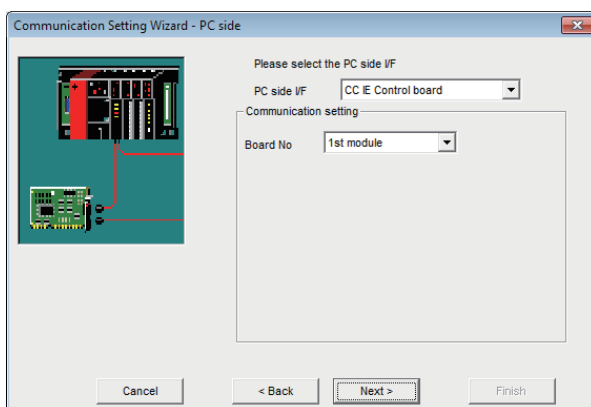 Communication Setting Wizard - PC side
Please select the PC side I/F
PC side I/F CC IE Control board
Communication setting
Board No 1st module
Cancel < Back Next > Finish